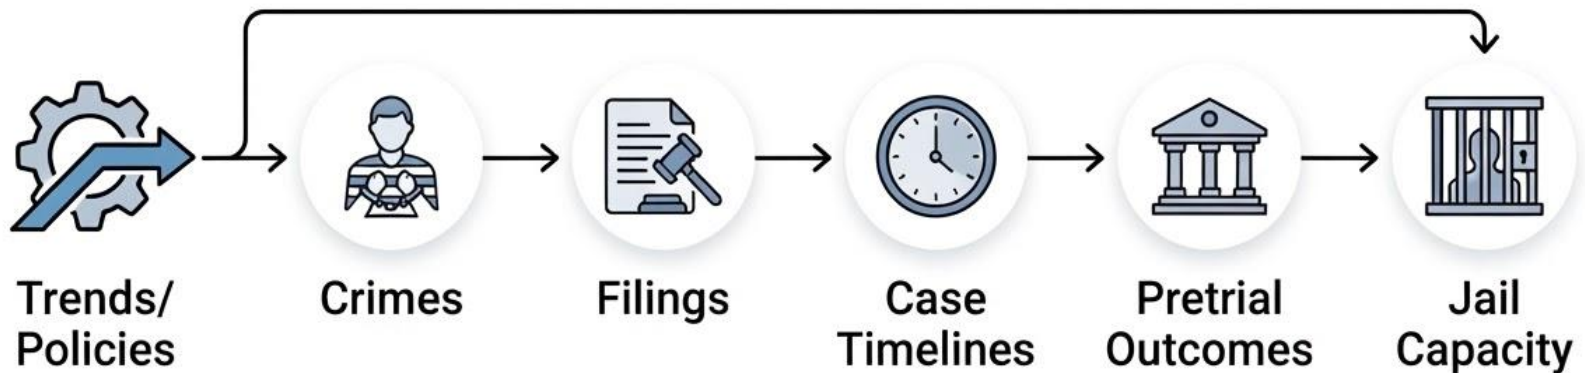 Trends/
Policies
Crimes
Filings
Case
Timelines
Pretrial
Outcomes
Jail
Capacity